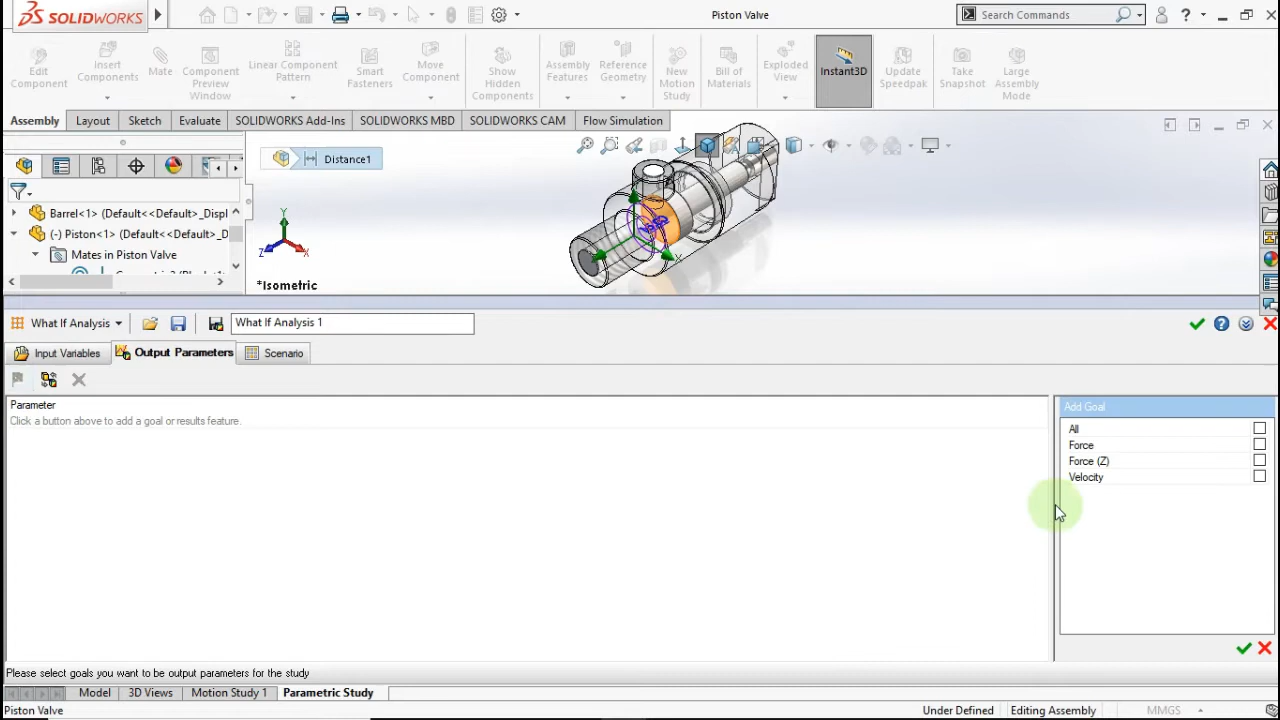 SOLIDWORKS
Piston Valve
Search Commands
?
Edit Component
Insert Components
Mate
Component Preview Window
Linear Component Pattern
Smart Fasteners
Move Component
Show Hidden Components
Assembly Features
Reference Geometry
New Motion Study
Bill of Materials
Exploded View
Instant3D
Update Speedpak
Take Snapshot
Large Assembly Mode
Assembly Layout Sketch Evaluate SOLIDWORKS Add-Ins SOLIDWORKS MBD SOLIDWORKS CAM Flow Simulation
Distance1
Barrel<1> (Default<<Default>_Displ
(-) Piston<1> (Default<<Default>_D
Mates in Piston Valve
Y
Z
X
*Isometric
What If Analysis
What If Analysis 1
Input Variables Output Parameters Scenario
Parameter
Click a button above to add a goal or results feature.
Add Goal
All
Force
Force (Z)
Velocity
Please select goals you want to be output parameters for the study
Model 3D Views Motion Study 1 Parametric Study
Piston Valve
Under Defined Editing Assembly MMGS